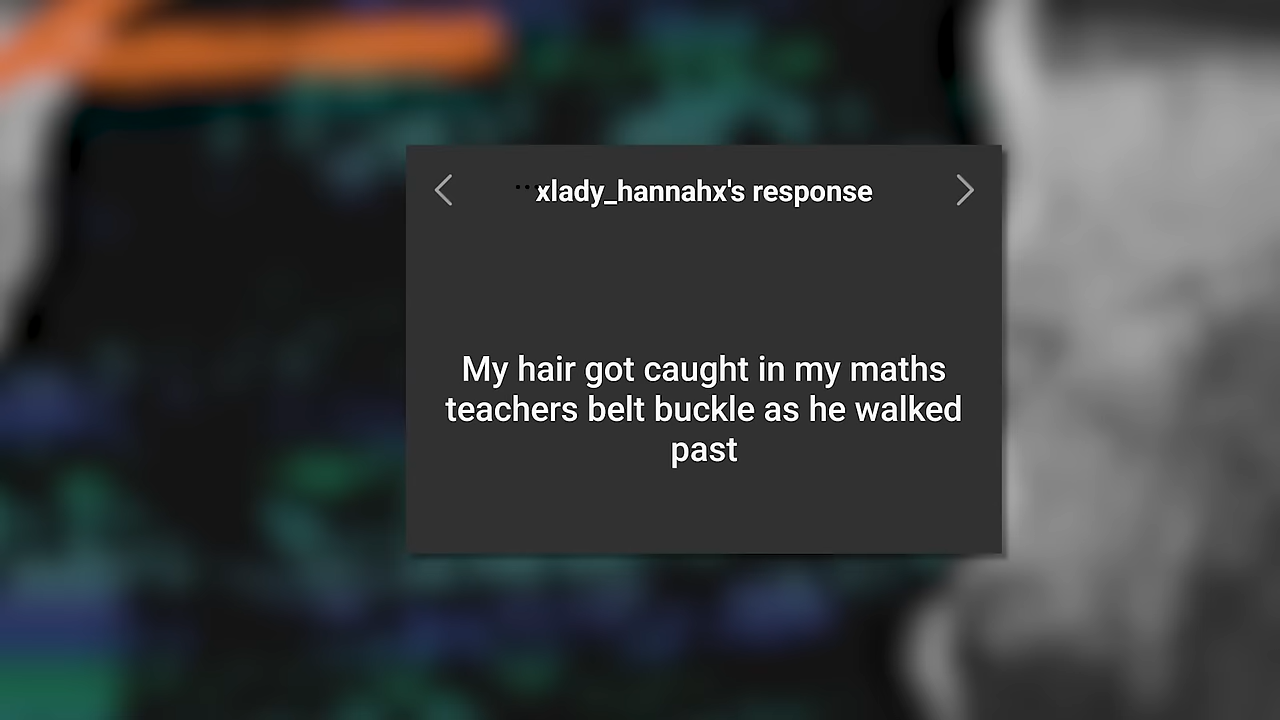 xlady_hannahx's response
My hair got caught in my maths
teachers belt buckle as he walked
past